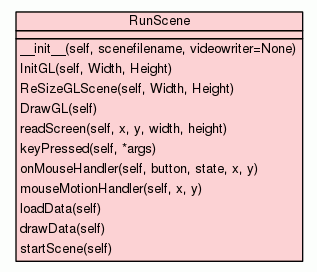 RunScene
__init__(self, scenefilename, videowriter=None)
InitGL(self, Width, Height)
ReSizeGLScene(self, Width, Height)
DrawGL(self)
readScreen(self, x, y, width, height)
keyPressed(self, *args)
onMouseHandler(self, button, state, x, y)
mouseMotionHandler(self, x, y)
loadData(self)
drawData(self)
startScene(self)